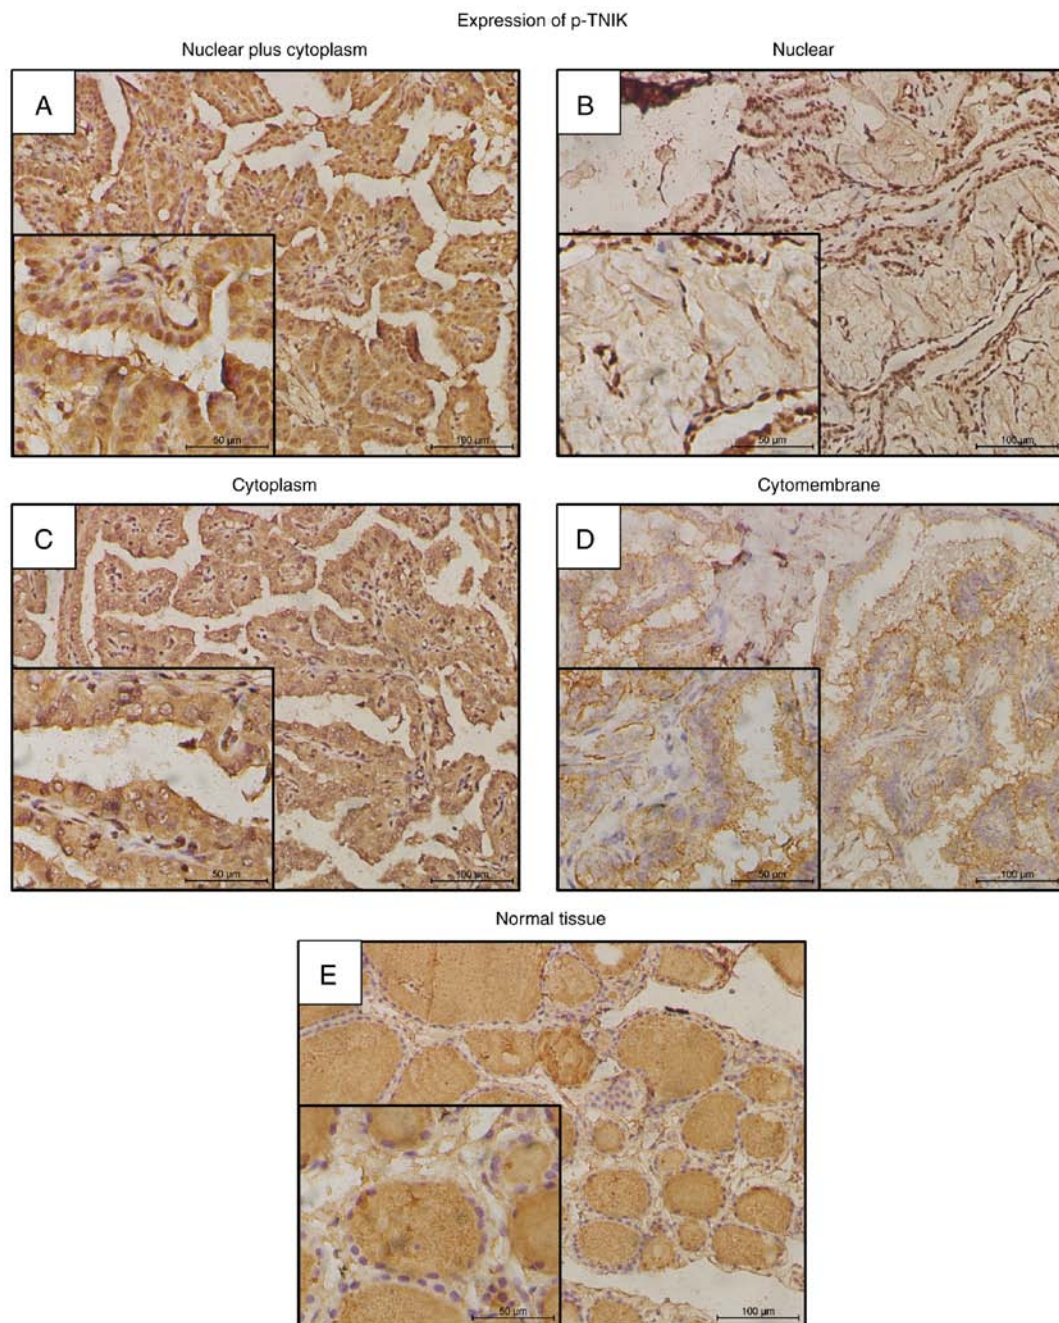 Expression of p-TNIK
Nuclear plus cytoplasm
Nuclear
A
B
50 µm
100 µm
50 µm
100 µm
Cytoplasm
Cytomembrane
C
D
50 µm
100 µm
50 µm
100 µm
Normal tissue
E
50 µm
100 µm